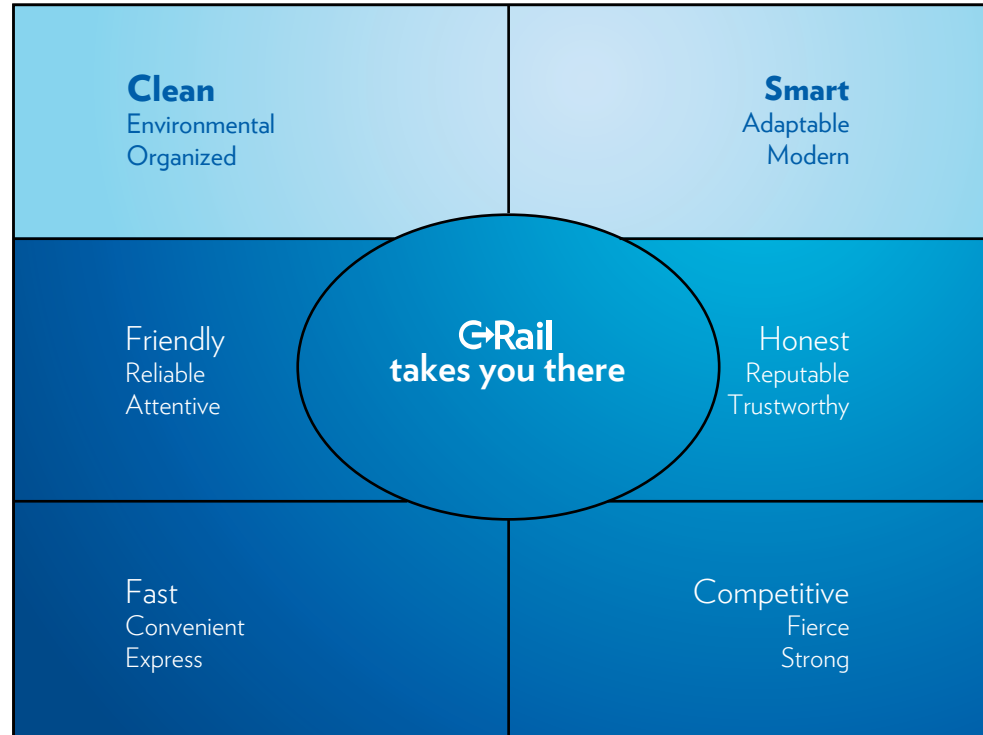 Clean
Environmental
Organized
Smart
Adaptable
Modern
Friendly
Reliable
Attentive
G→Rail
takes you there
Honest
Reputable
Trustworthy
Fast
Convenient
Express
Competitive
Fierce
Strong